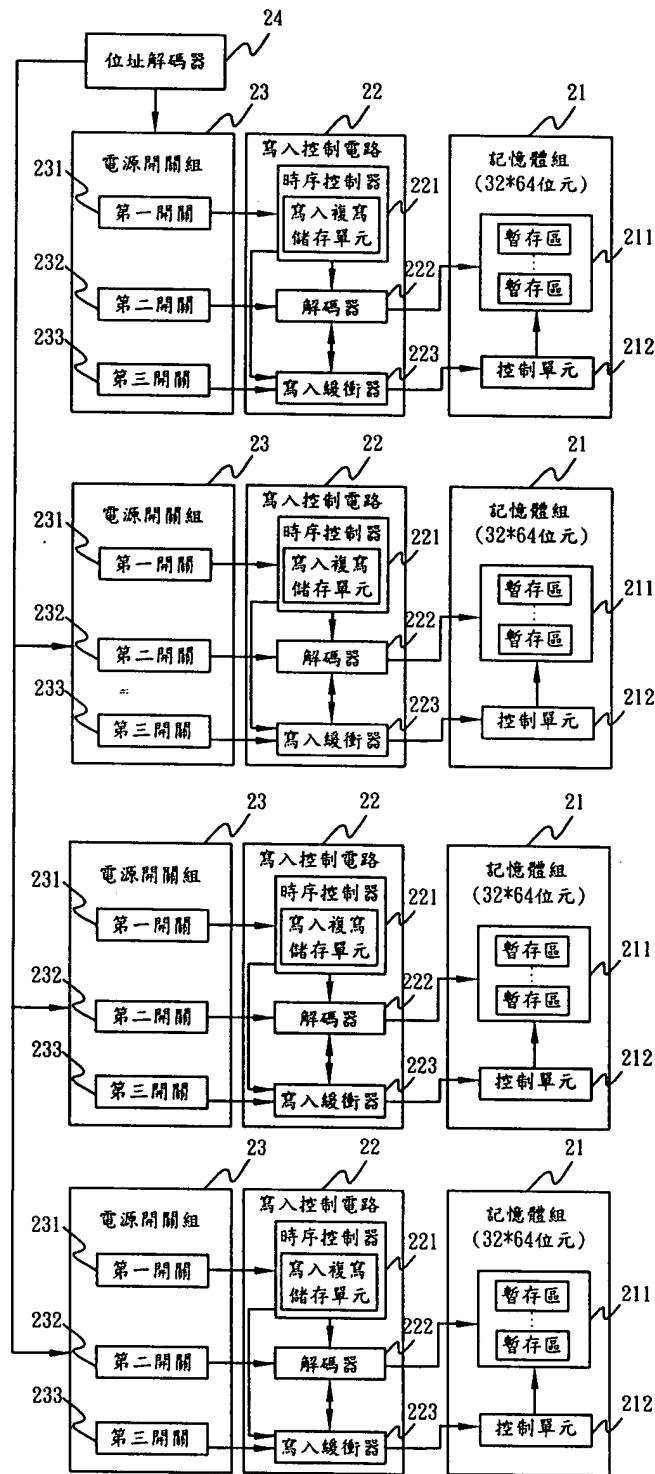 24
位址解碼器
23
22
21
231
電源開關組
第一開關
寫入控制電路
時序控制器
221
寫入複寫
儲存單元
記憶體組
(32*64位元)
暫存區
211
232
第二開關
222
解碼器
暫存區
233
第三開關
223
寫入緩衝器
控制單元
212
23
22
21
231
電源開關組
第一開關
寫入控制電路
時序控制器
221
寫入複寫
儲存單元
記憶體組
(32*64位元)
暫存區
211
232
第二開關
222
解碼器
暫存區
233
第三開關
223
寫入緩衝器
控制單元
212
23
22
21
231
電源開關組
第一開關
寫入控制電路
時序控制器
221
寫入複寫
儲存單元
記憶體組
(32*64位元)
暫存區
211
232
第二開關
222
解碼器
暫存區
233
第三開關
223
寫入緩衝器
控制單元
212
23
22
21
231
電源開關組
第一開關
寫入控制電路
時序控制器
221
寫入複寫
儲存單元
記憶體組
(32*64位元)
暫存區
211
232
第二開關
222
解碼器
暫存區
233
第三開關
223
寫入緩衝器
控制單元
212